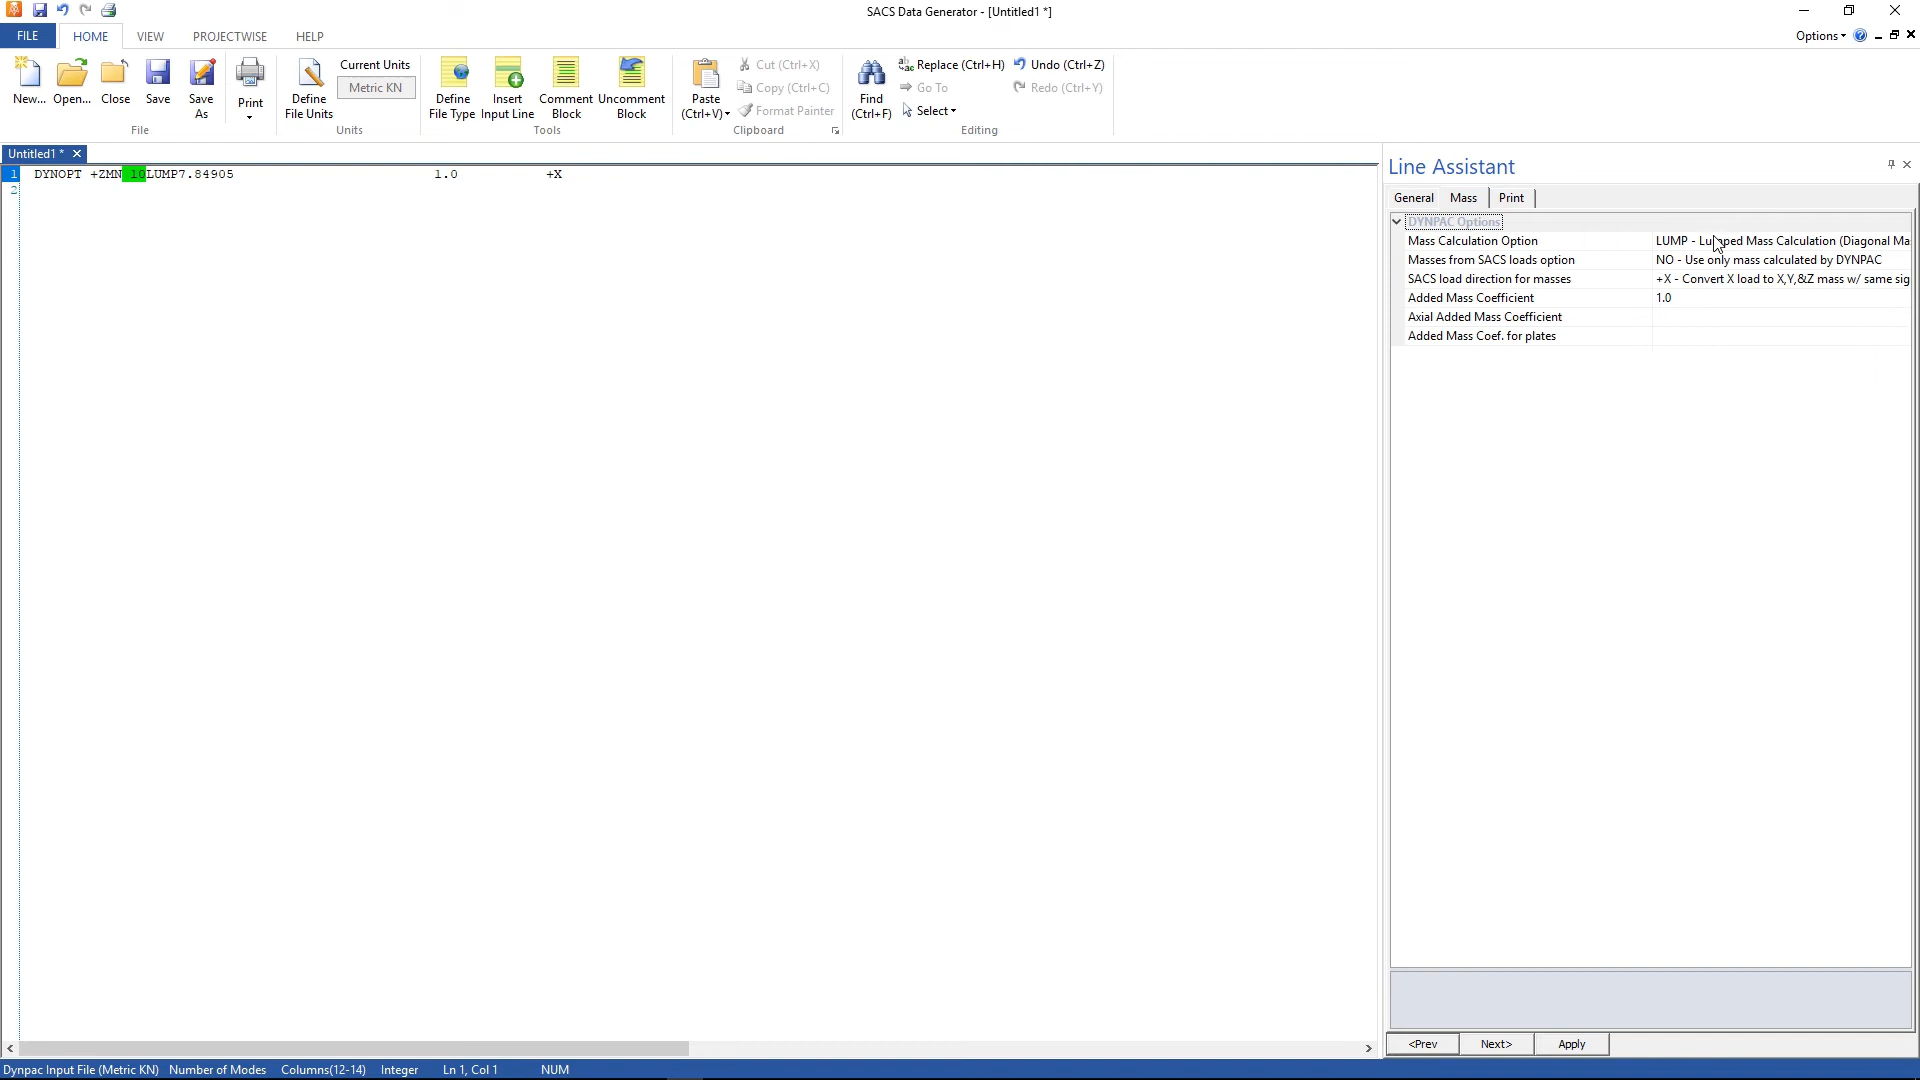 SACS Data Generator - [Untitled1 *]
FILE HOME VIEW PROJECTWISE HELP Options
New... Open... Close Save Save As Print
File
Define File Units
Current Units
Metric KN
Units
Define File Type Insert Input Line Comment Block Uncomment Block
Tools
Paste (Ctrl+V)
Cut (Ctrl+X)
Copy (Ctrl+C)
Format Painter
Clipboard
Find (Ctrl+F)
Replace (Ctrl+H)
Go To
Select
Undo (Ctrl+Z)
Redo (Ctrl+Y)
Editing
Untitled1 *
1 DYNOPT +ZMN 10LUMP7.84905 1.0 +X
2
Line Assistant
General Mass Print
DYNPAC Options
Mass Calculation Option LUMP - Lumped Mass Calculation (Diagonal Ma
Masses from SACS loads option NO - Use only mass calculated by DYNPAC
SACS load direction for masses +X - Convert X load to X,Y,&Z mass w/ same sig
Added Mass Coefficient 1.0
Axial Added Mass Coefficient
Added Mass Coef. for plates
<Prev Next> Apply
Dynpac Input File (Metric KN) Number of Modes Columns(12-14) Integer Ln 1, Col 1 NUM